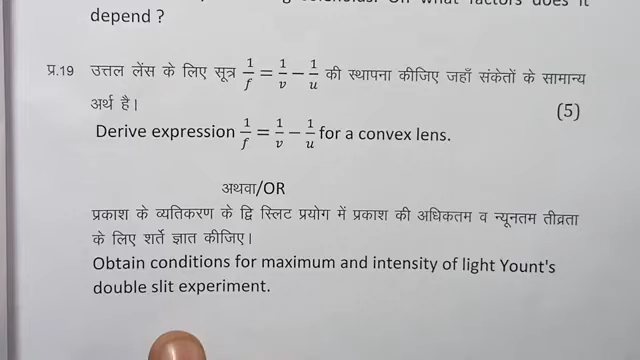 depend ?
प्र.19 उत्तल लेंस के लिए सूत्र 1/f = 1/v − 1/u की स्थापना कीजिए जहाँ संकेतों के सामान्य
अर्थ है।
(5)
Derive expression 1/f = 1/v − 1/u for a convex lens.
अथवा/OR
प्रकाश के व्यतिकरण के द्वि स्लिट प्रयोग में प्रकाश की अधिकतम व न्यूनतम तीव्रता
के लिए शर्ते ज्ञात कीजिए।
Obtain conditions for maximum and intensity of light Yount's
double slit experiment.